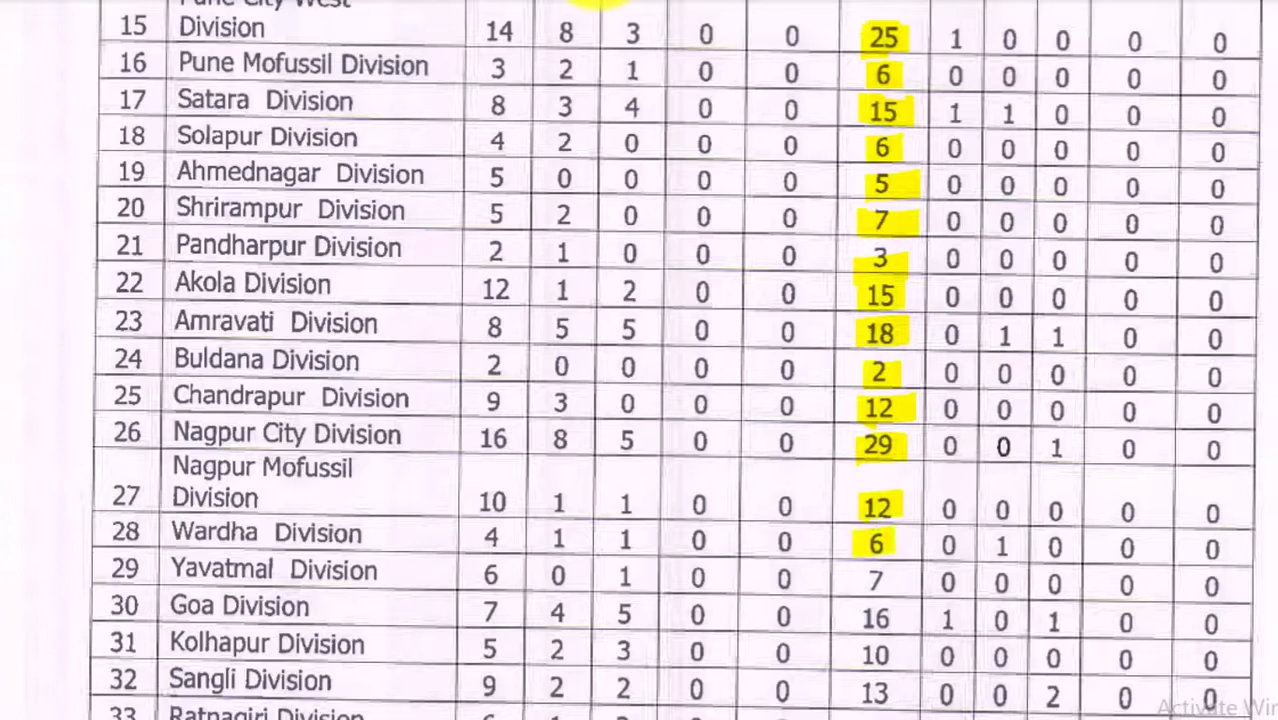 Pune City West
15 Division 14 8 3 0 0 25 1 0 0 0 0
16 Pune Mofussil Division 3 2 1 0 0 6 0 0 0 0 0
17 Satara Division 8 3 4 0 0 15 1 1 0 0 0
18 Solapur Division 4 2 0 0 0 6 0 0 0 0 0
19 Ahmednagar Division 5 0 0 0 0 5 0 0 0 0 0
20 Shrirampur Division 5 2 0 0 0 7 0 0 0 0 0
21 Pandharpur Division 2 1 0 0 0 3 0 0 0 0 0
22 Akola Division 12 1 2 0 0 15 0 0 0 0 0
23 Amravati Division 8 5 5 0 0 18 0 1 1 0 0
24 Buldana Division 2 0 0 0 0 2 0 0 0 0 0
25 Chandrapur Division 9 3 0 0 0 12 0 0 0 0 0
26 Nagpur City Division 16 8 5 0 0 29 0 0 1 0 0
Nagpur Mofussil
27 Division 10 1 1 0 0 12 0 0 0 0 0
28 Wardha Division 4 1 1 0 0 6 0 1 0 0 0
29 Yavatmal Division 6 0 1 0 0 7 0 0 0 0 0
30 Goa Division 7 4 5 0 0 16 1 0 1 0 0
31 Kolhapur Division 5 2 3 0 0 10 0 0 0 0 0
32 Sangli Division 9 2 2 0 0 13 0 0 2 0 0
33 Ratnagiri Division
Activate Wir